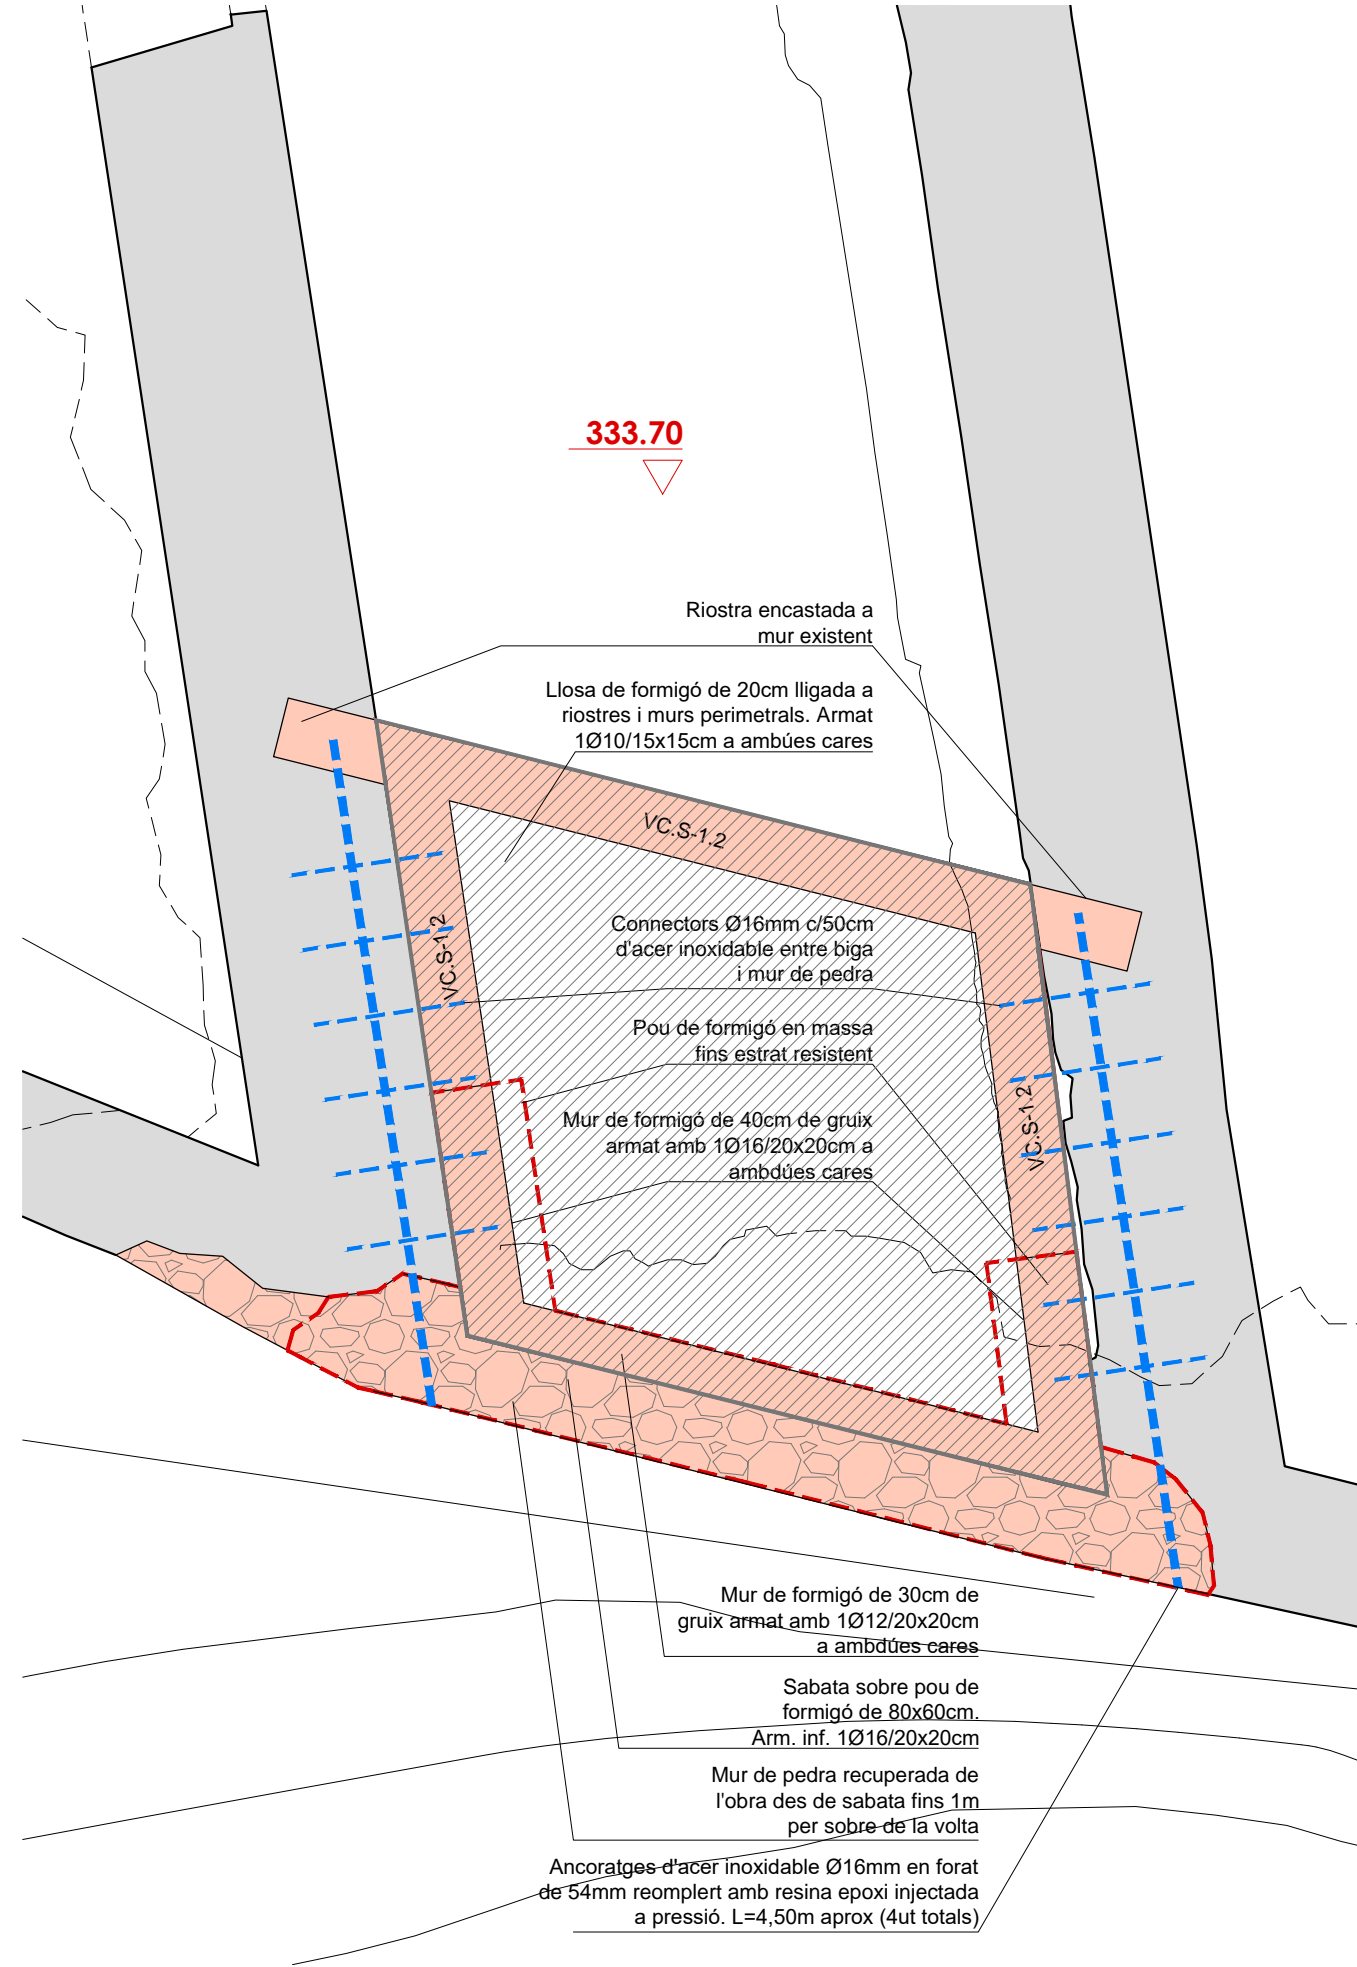 333.70
Riostra encastada a
mur existent
Llosa de formigó de 20cm lligada a
riostres i murs perimetrals. Armat
1Ø10/15x15cm a ambúes cares
VC.S-1.2
VC.S-1.2
Connectors Ø16mm c/50cm
d'acer inoxidable entre biga
i mur de pedra
Pou de formigó en massa
fins estrat resistent
VC.S-1.2
Mur de formigó de 40cm de gruix
armat amb 1Ø16/20x20cm a
ambdúes cares
Mur de formigó de 30cm de
gruix armat amb 1Ø12/20x20cm
a ambdúes cares
Sabata sobre pou de
formigó de 80x60cm.
Arm. inf. 1Ø16/20x20cm
Mur de pedra recuperada de
l'obra des de sabata fins 1m
per sobre de la volta
Ancoratges d'acer inoxidable Ø16mm en forat
de 54mm reomplert amb resina epoxi injectada
a pressió. L=4,50m aprox (4ut totals)